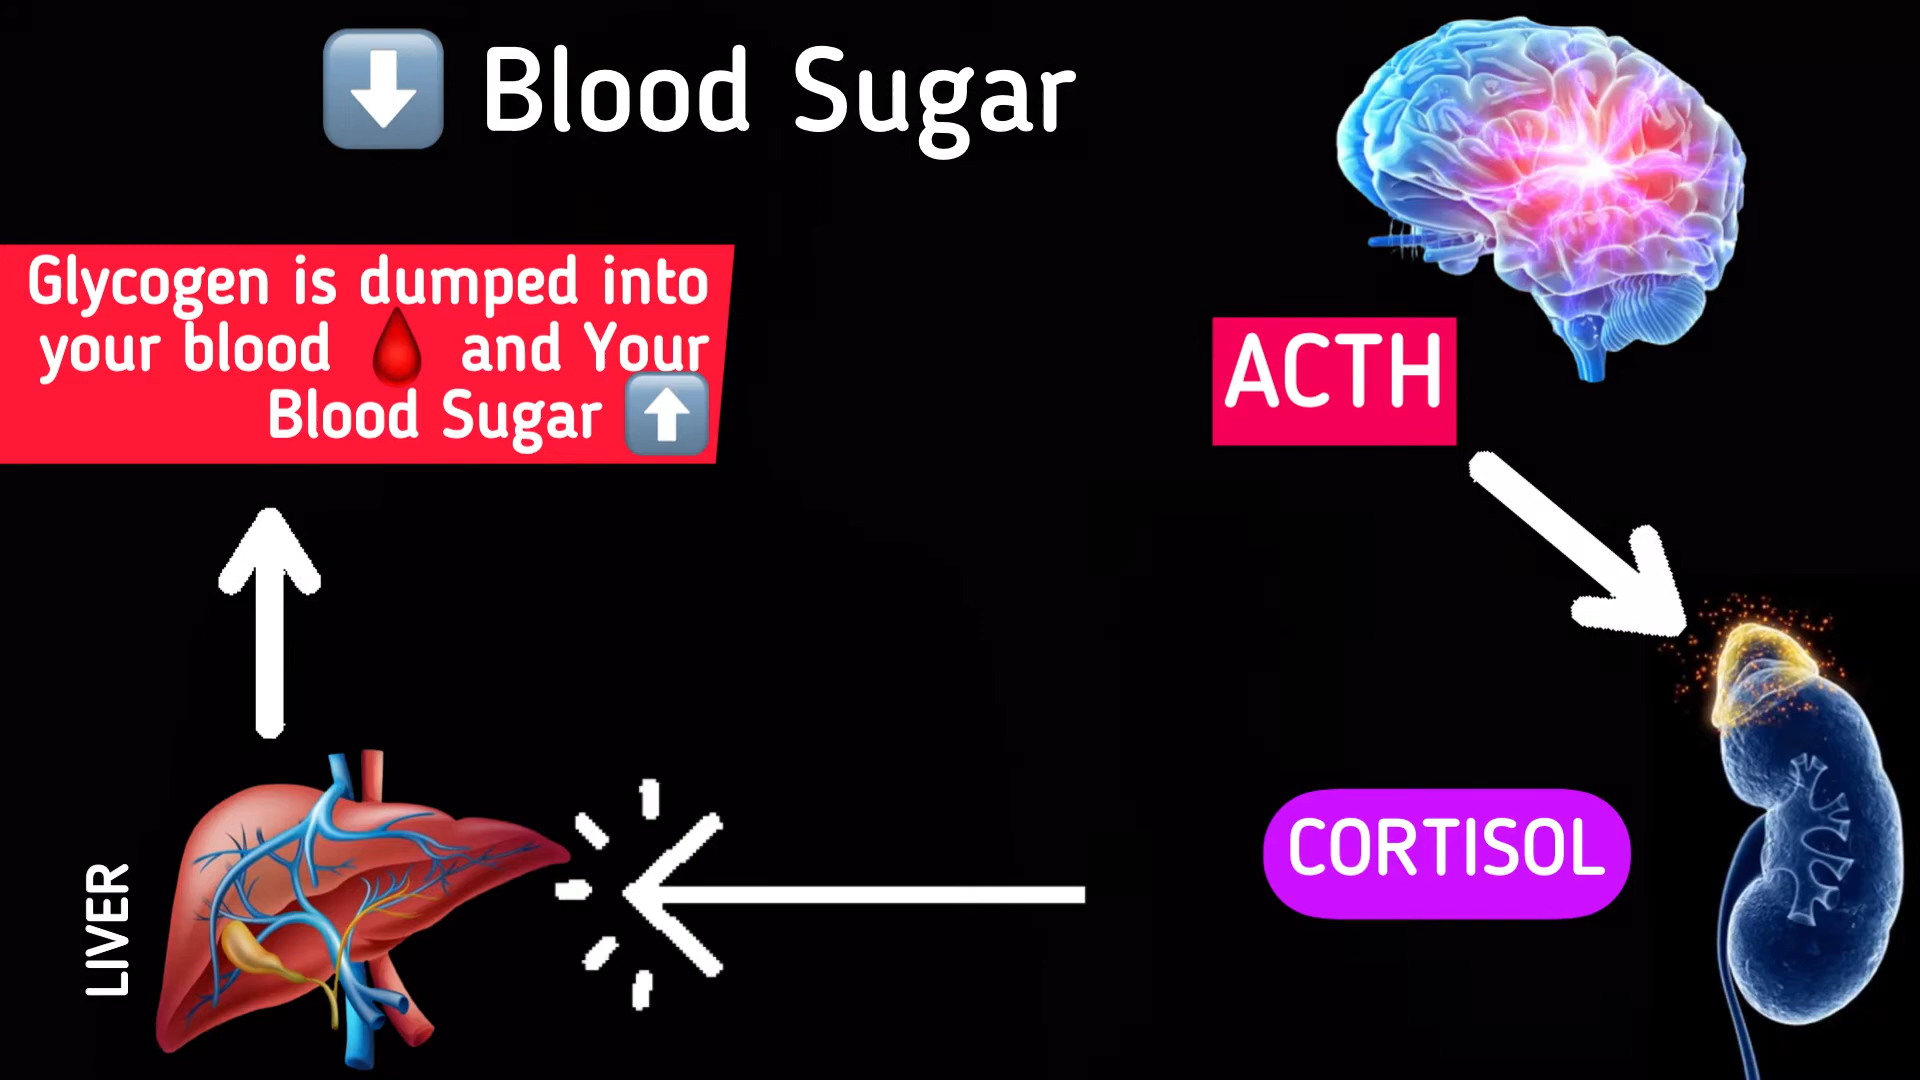 ⬇️ Blood Sugar
Glycogen is dumped into
your blood 🩸 and Your
Blood Sugar ⬆️
ACTH
CORTISOL
LIVER